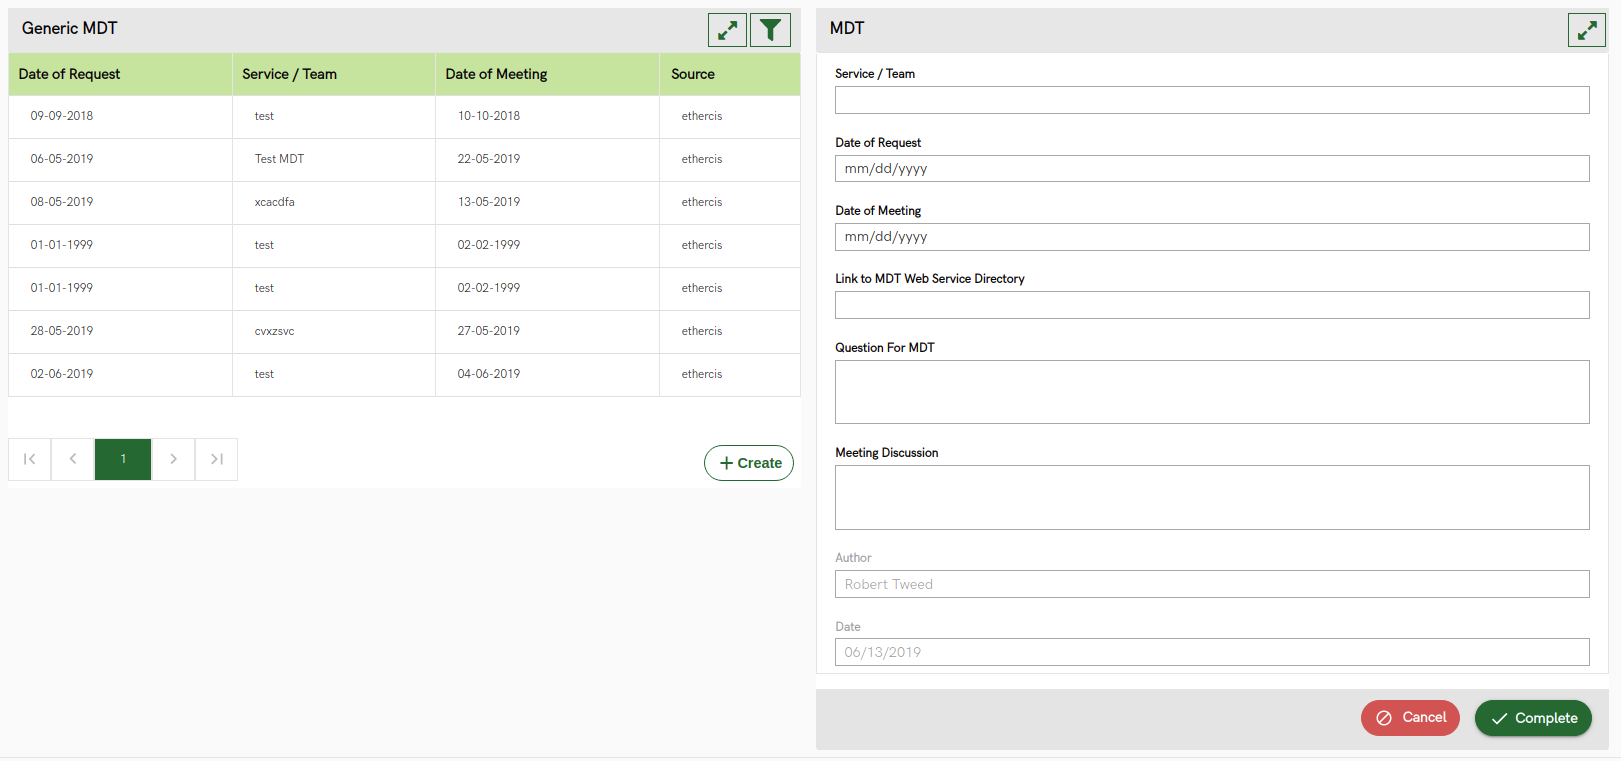 Generic MDT
Date of Request Service / Team Date of Meeting Source
09-09-2018 test 10-10-2018 ethercis
06-05-2019 Test MDT 22-05-2019 ethercis
08-05-2019 xcacdfa 13-05-2019 ethercis
01-01-1999 test 02-02-1999 ethercis
01-01-1999 test 02-02-1999 ethercis
28-05-2019 cvxzsvc 27-05-2019 ethercis
02-06-2019 test 04-06-2019 ethercis
1
Create
MDT
Service / Team
Date of Request
mm/dd/yyyy
Date of Meeting
mm/dd/yyyy
Link to MDT Web Service Directory
Question For MDT
Meeting Discussion
Author
Robert Tweed
Date
06/13/2019
Cancel Complete